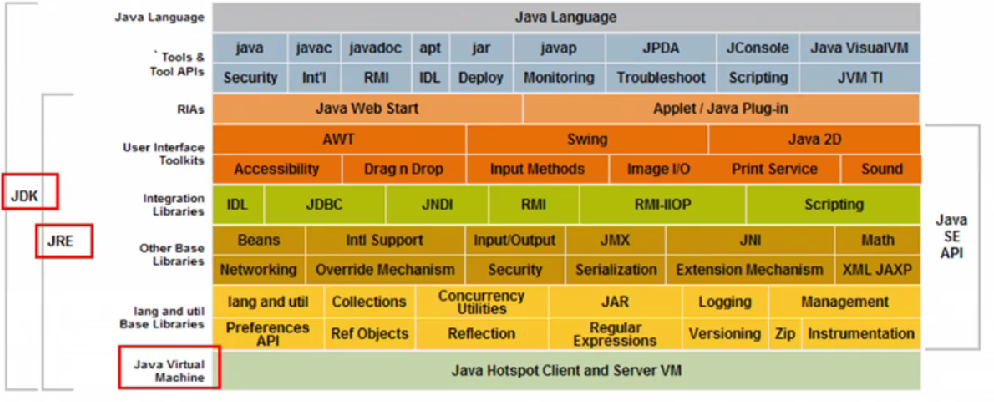 Java Language
Java Language
Tools &
Tool APIs
java javac javadoc apt jar javap JPDA JConsole Java VisualVM
Security Int'l RMI IDL Deploy Monitoring Troubleshoot Scripting JVM TI
RIAs
Java Web Start Applet / Java Plug-in
User Interface
Toolkits
AWT Swing Java 2D
Accessibility Drag n Drop Input Methods Image I/O Print Service Sound
Integration
Libraries
IDL JDBC JNDI RMI RMI-IIOP Scripting
Other Base
Libraries
Beans Intl Support Input/Output JMX JNI Math
Networking Override Mechanism Security Serialization Extension Mechanism XML JAXP
lang and util
Base Libraries
lang and util Collections Concurrency Utilities JAR Logging Management
Preferences API Ref Objects Reflection Regular Expressions Versioning Zip Instrumentation
Java Virtual
Machine
Java Hotspot Client and Server VM
JDK
JRE
Java
SE
API